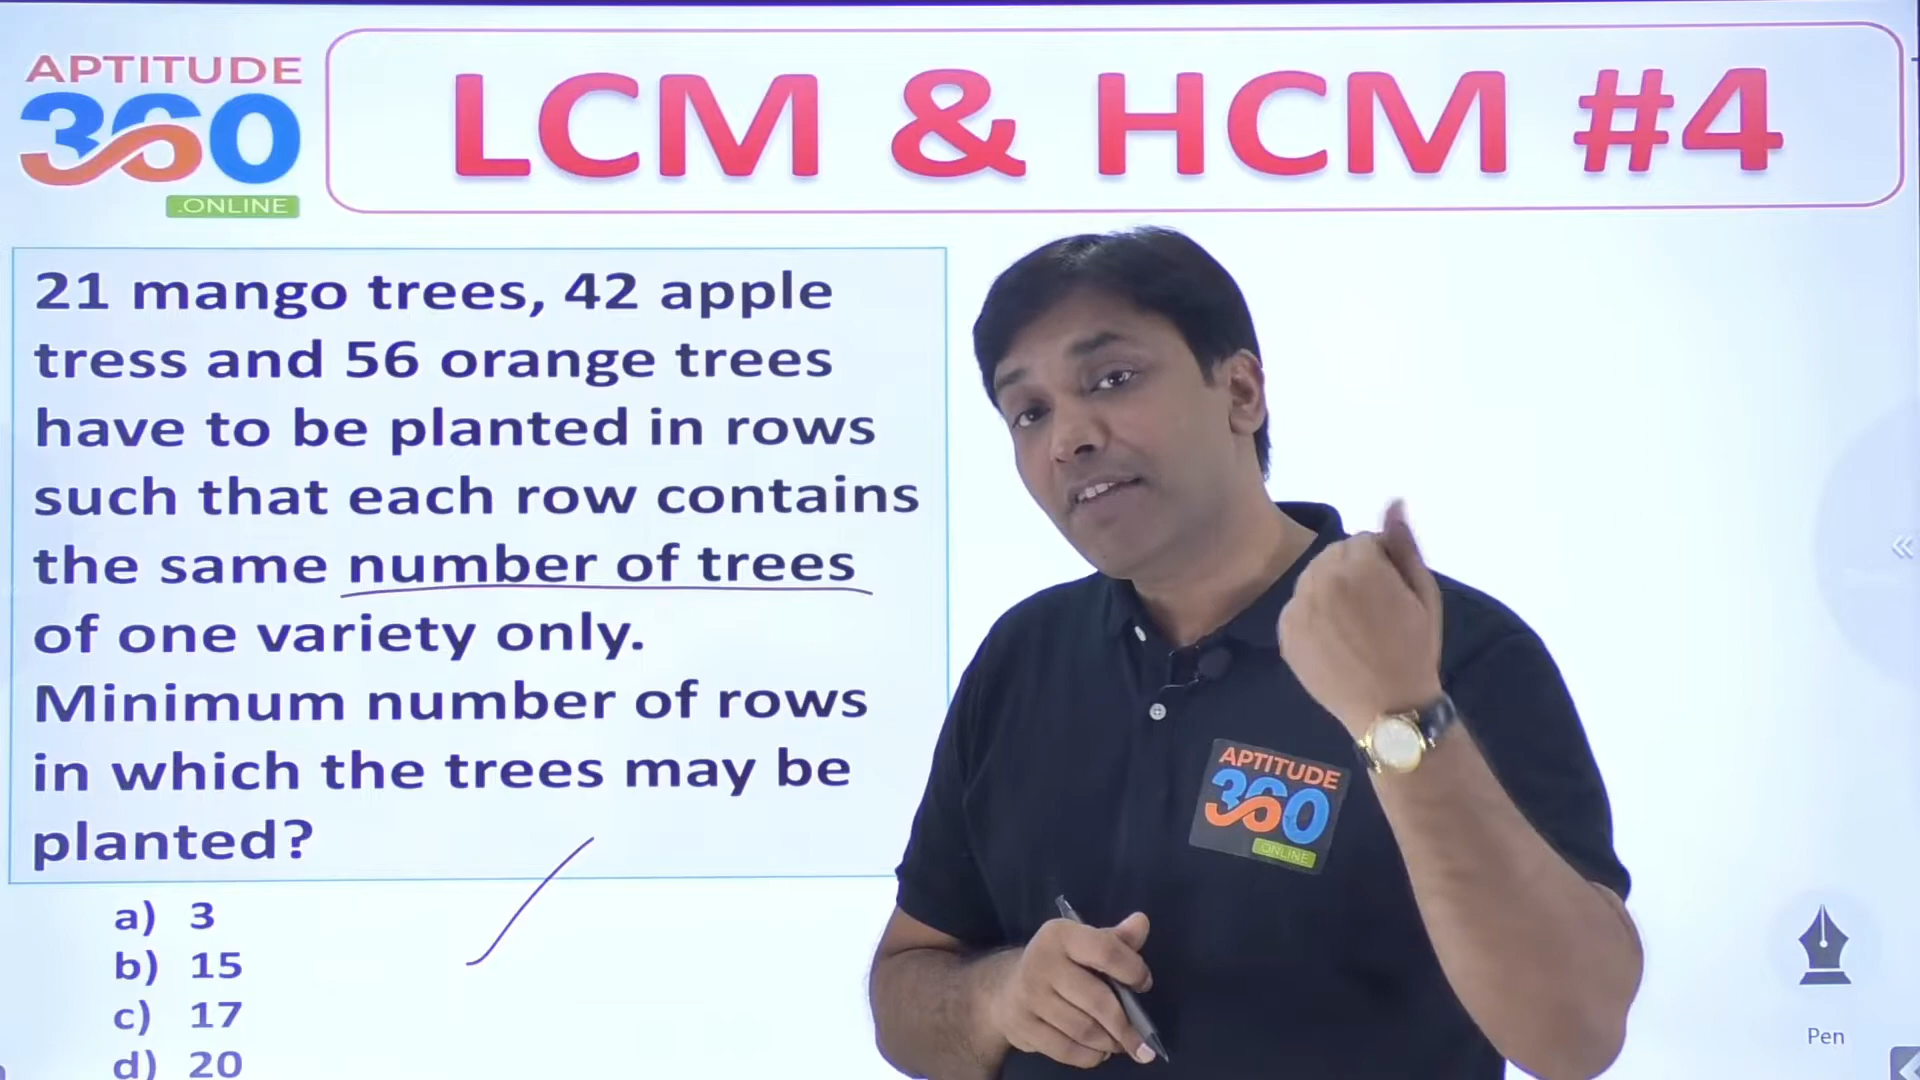 APTITUDE
360
.ONLINE
LCM & HCM #4
21 mango trees, 42 apple
tress and 56 orange trees
have to be planted in rows
such that each row contains
the same number of trees
of one variety only.
Minimum number of rows
in which the trees may be
planted?
a) 3
b) 15
c) 17
d) 20
APTITUDE
360
ONLINE
Pen